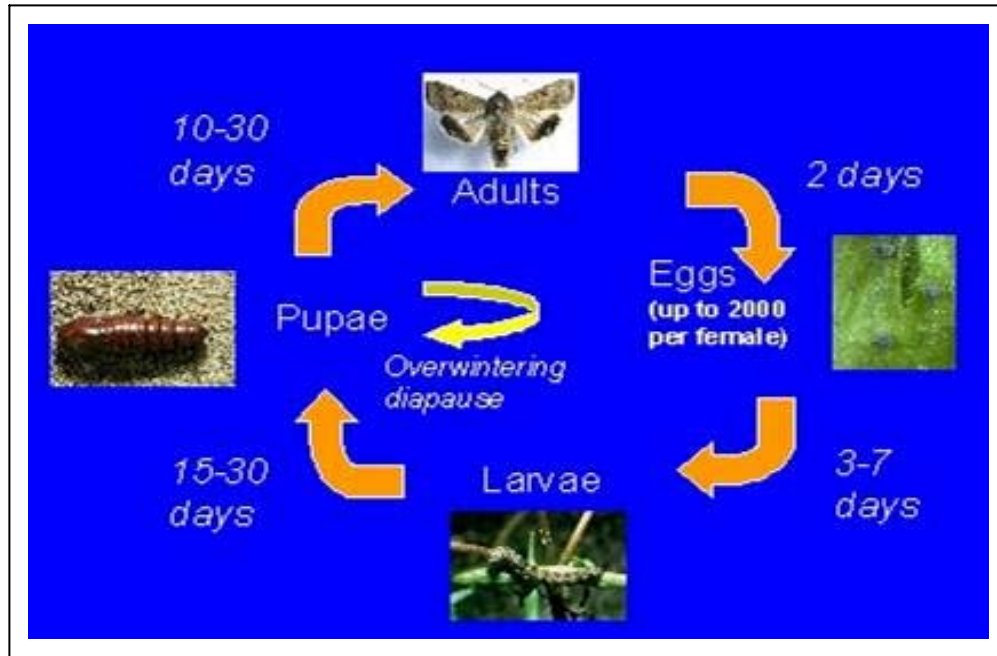 10-30
days
Adults
2 days
Eggs
(up to 2000
per female)
Pupae
Overwintering
diapause
15-30
days
Larvae
3-7
days